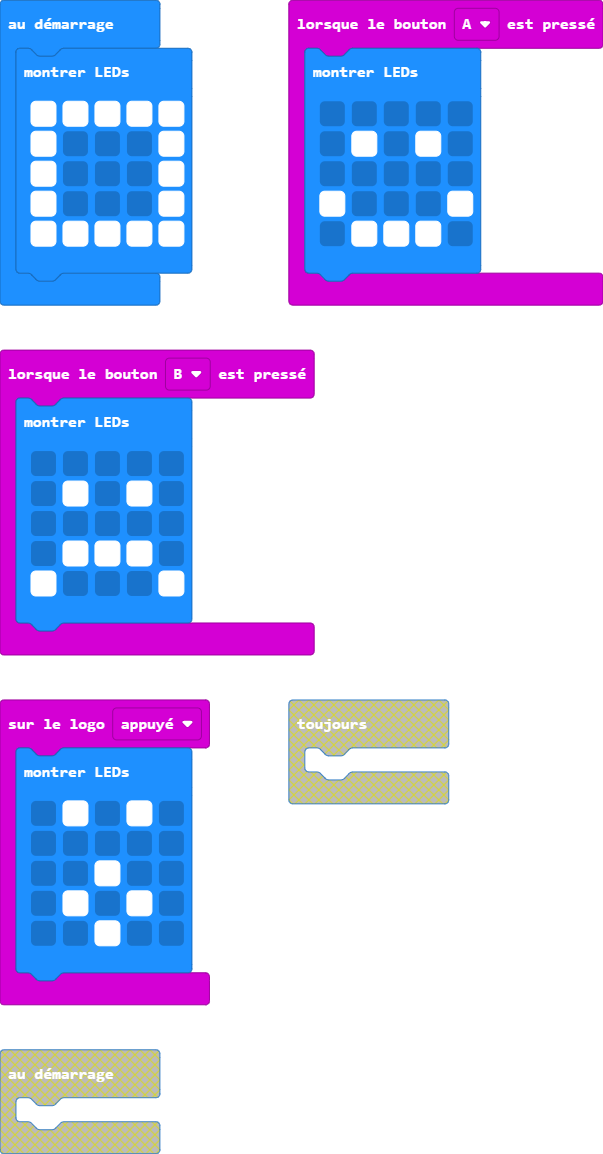 au démarrage
montrer LEDs
lorsque le bouton A est pressé
montrer LEDs
lorsque le bouton B est pressé
montrer LEDs
sur le logo appuyé
montrer LEDs
toujours
au démarrage